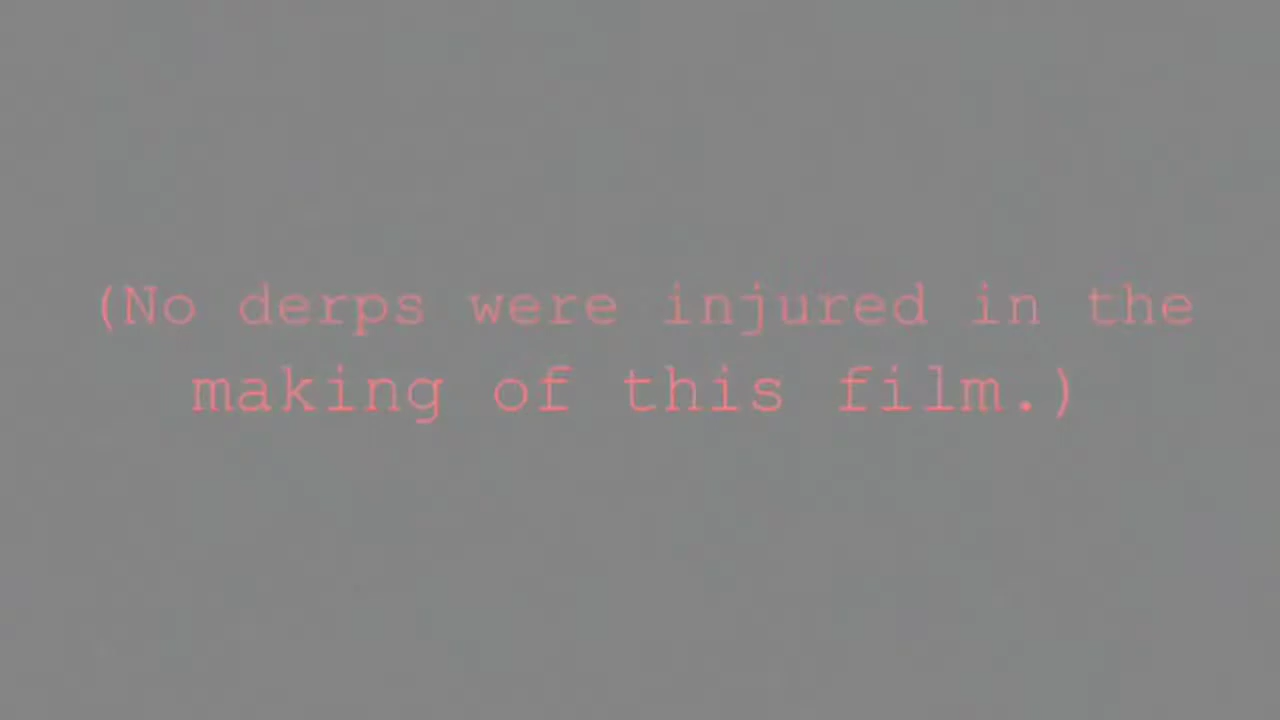 (No derps were injured in the
making of this film.)